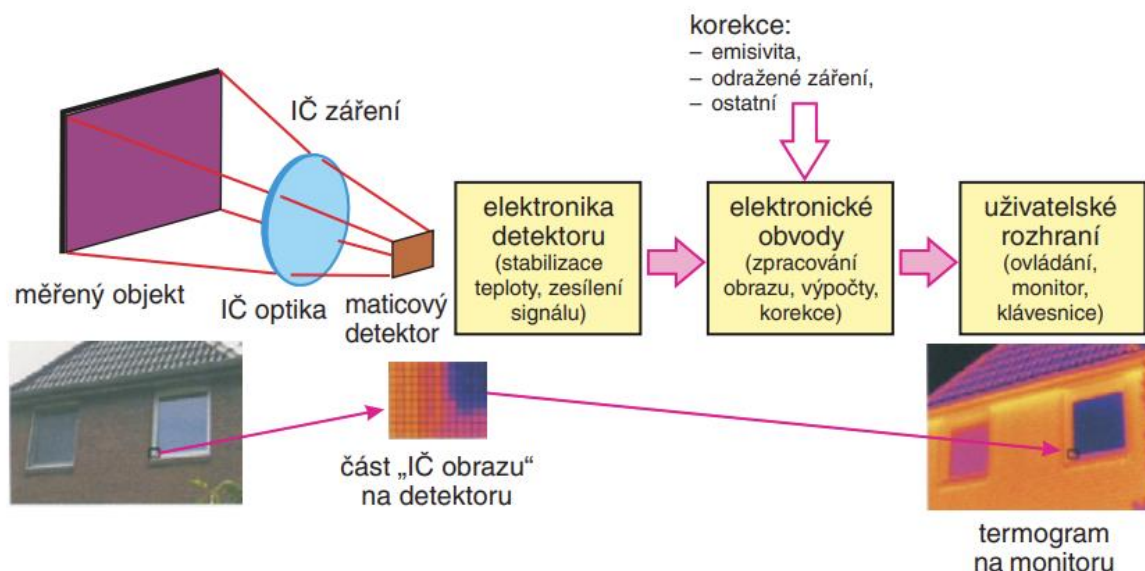 korekce:
– emisivita,
– odražené záření,
– ostatní
IČ záření
měřený objekt
IČ optika
maticový
detektor
elektronika
detektoru
(stabilizace
teploty, zesílení
signálu)
elektronické
obvody
(zpracování
obrazu, výpočty,
korekce)
uživatelské
rozhraní
(ovládání,
monitor,
klávesnice)
část „IČ obrazu“
na detektoru
termogram
na monitoru